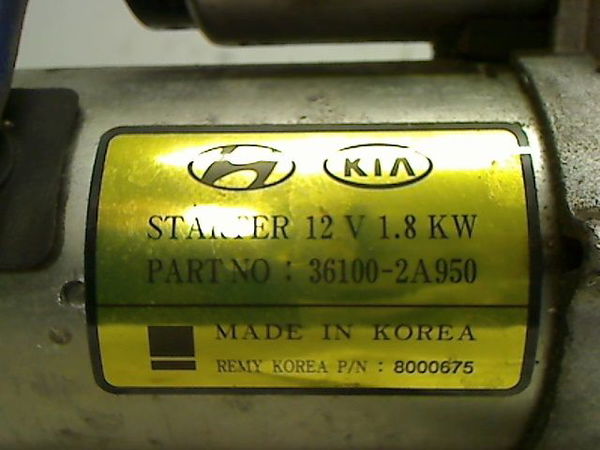 KIA
STARTER 12 V 1.8 KW
PART NO : 36100-2A950
MADE IN KOREA
REMY KOREA P/N : 8000675